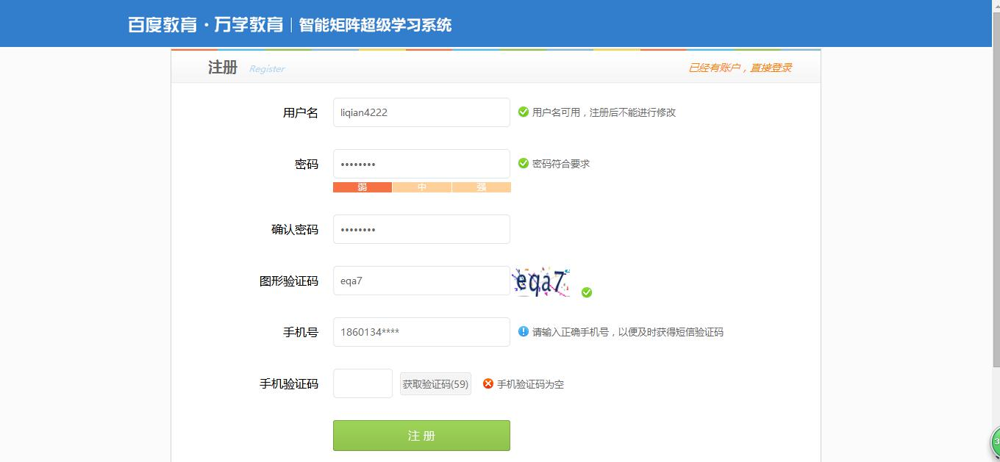 百度教育·万学教育 | 智能矩阵超级学习系统
注册 Register 已经有账户，直接登录
用户名 liqian4222 用户名可用，注册后不能进行修改
密码 •••••••• 密码符合要求
弱 中 强
确认密码 ••••••••
图形验证码 eqa7 eqa7
手机号 1860134**** 请输入正确手机号，以便及时获得短信验证码
手机验证码 获取验证码(59) 手机验证码为空
注 册